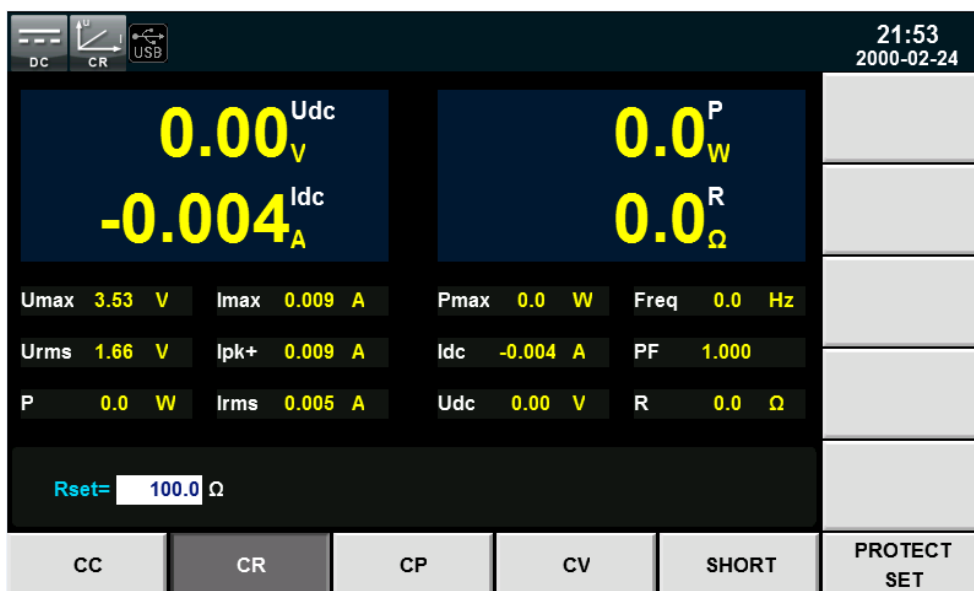 DC
U
I
CR
USB
21:53
2000-02-24
0.00 Udc V
0.0 P W
-0.004 Idc A
0.0 R Ω
Umax 3.53 V Imax 0.009 A Pmax 0.0 W Freq 0.0 Hz
Urms 1.66 V Ipk+ 0.009 A Idc -0.004 A PF 1.000
P 0.0 W Irms 0.005 A Udc 0.00 V R 0.0 Ω
Rset= 100.0 Ω
CC CR CP CV SHORT PROTECT
SET